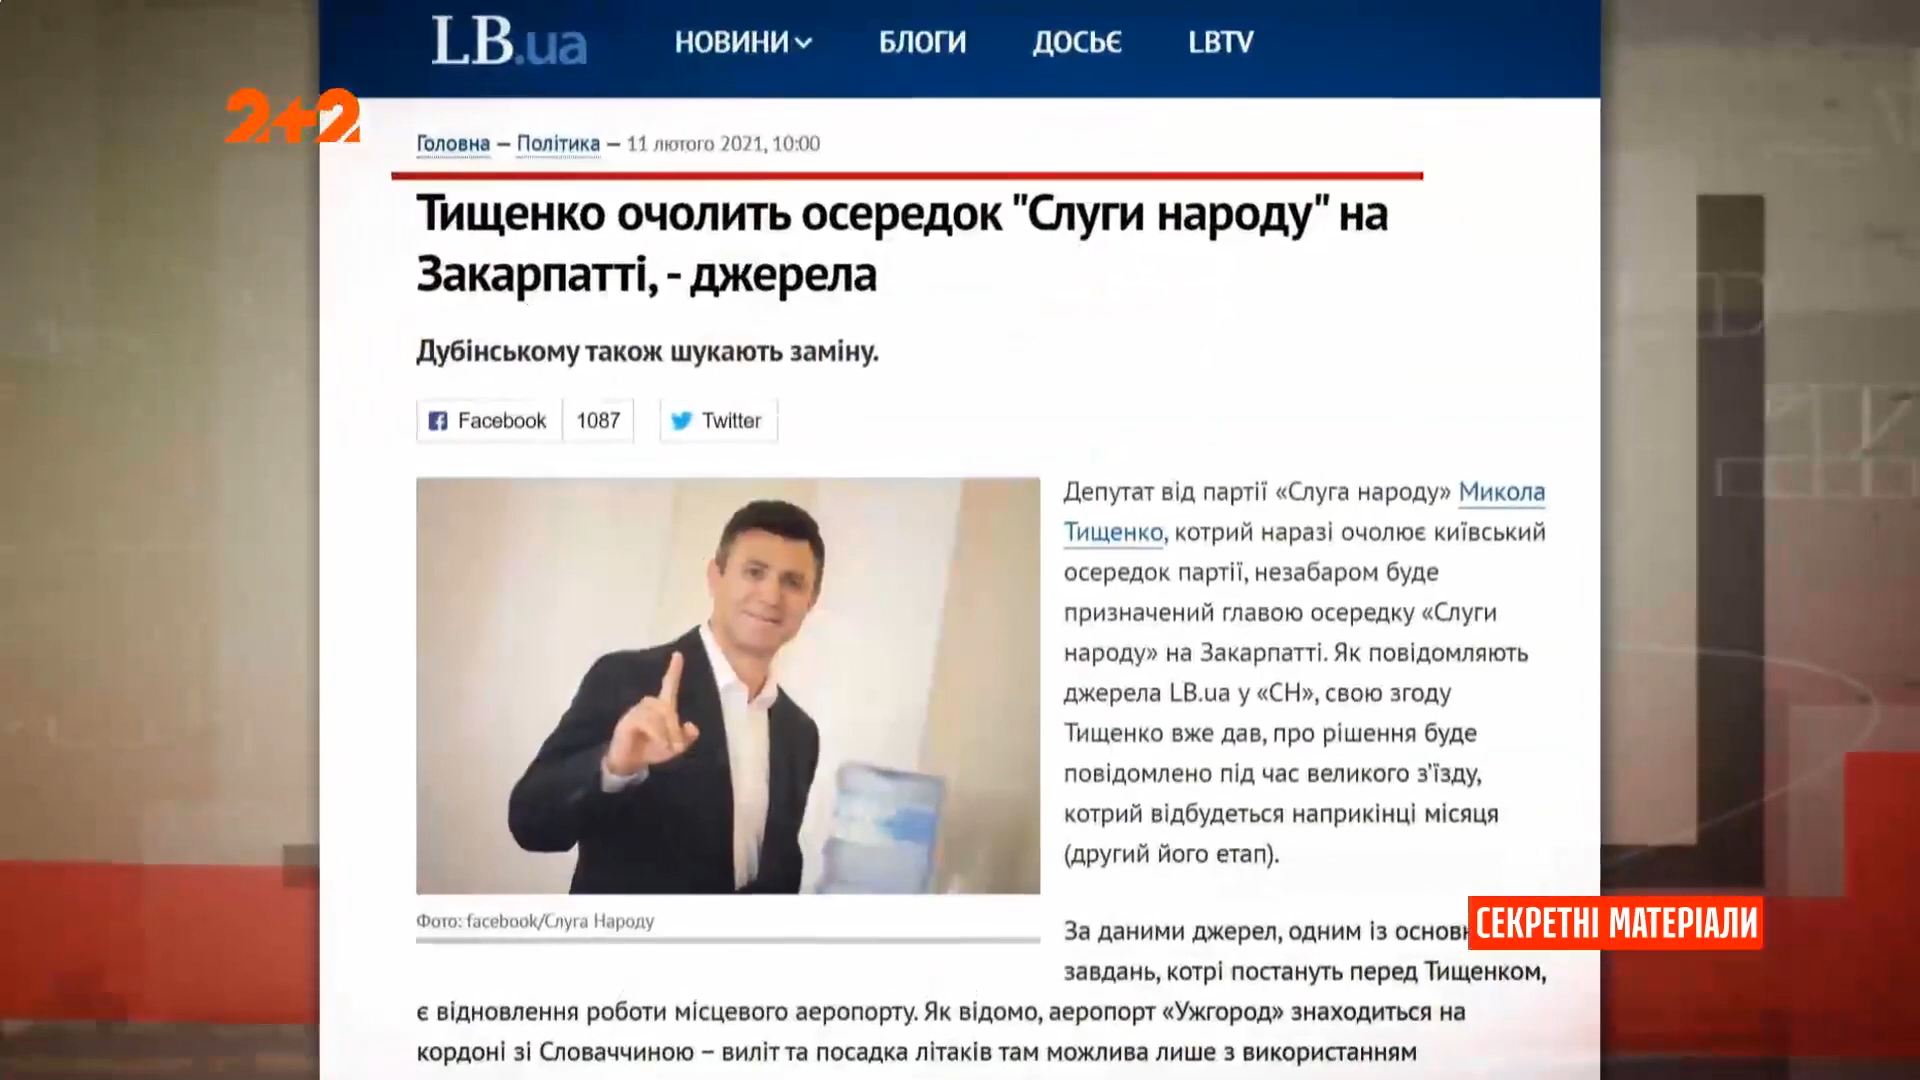 LB.ua
НОВИНИ БЛОГИ ДОСЬЄ LBTV
2+2
Головна — Політика — 11 лютого 2021, 10:00
Тищенко очолить осередок "Слуги народу" на
Закарпатті, - джерела
Дубінському також шукають заміну.
Facebook 1087 Twitter
Депутат від партії «Слуга народу» Микола
Тищенко, котрий наразі очолює київський
осередок партії, незабаром буде
призначений главою осередку «Слуги
народу» на Закарпатті. Як повідомляють
джерела LB.ua у «СН», свою згоду
Тищенко вже дав, про рішення буде
повідомлено під час великого з’їзду,
котрий відбудеться наприкінці місяця
(другий його етап).
Фото: facebook/Слуга Народу
За даними джерел, одним із
СЕКРЕТНІ МАТЕРІАЛИ
завдань, котрі постануть перед Тищенком,
є відновлення роботи місцевого аеропорту. Як відомо, аеропорт «Ужгород» знаходиться на
кордоні зі Словаччиною – виліт та посадка літаків там можлива лише з використанням